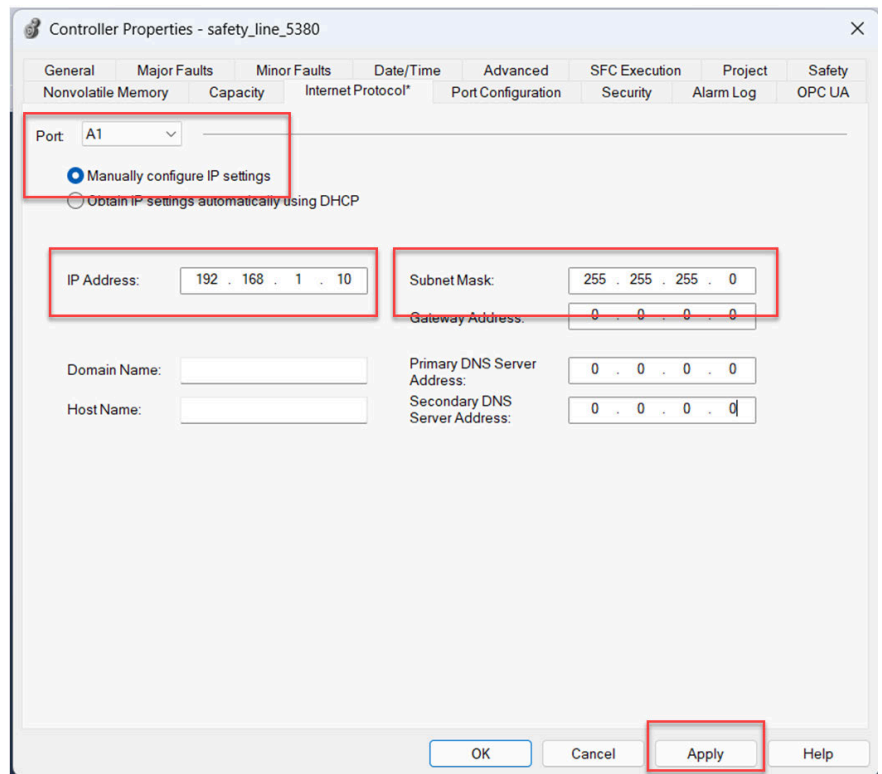 Controller Properties - safety_line_5380
General Major Faults Minor Faults Date/Time Advanced SFC Execution Project Safety
Nonvolatile Memory Capacity Internet Protocol* Port Configuration Security Alarm Log OPC UA
Port: A1
Manually configure IP settings
Obtain IP settings automatically using DHCP
IP Address: 192 . 168 . 1 . 10 Subnet Mask: 255 . 255 . 255 . 0
Gateway Address: 0 . 0 . 0 . 0
Domain Name: Primary DNS Server Address: 0 . 0 . 0 . 0
Host Name: Secondary DNS Server Address: 0 . 0 . 0 . 0
OK Cancel Apply Help